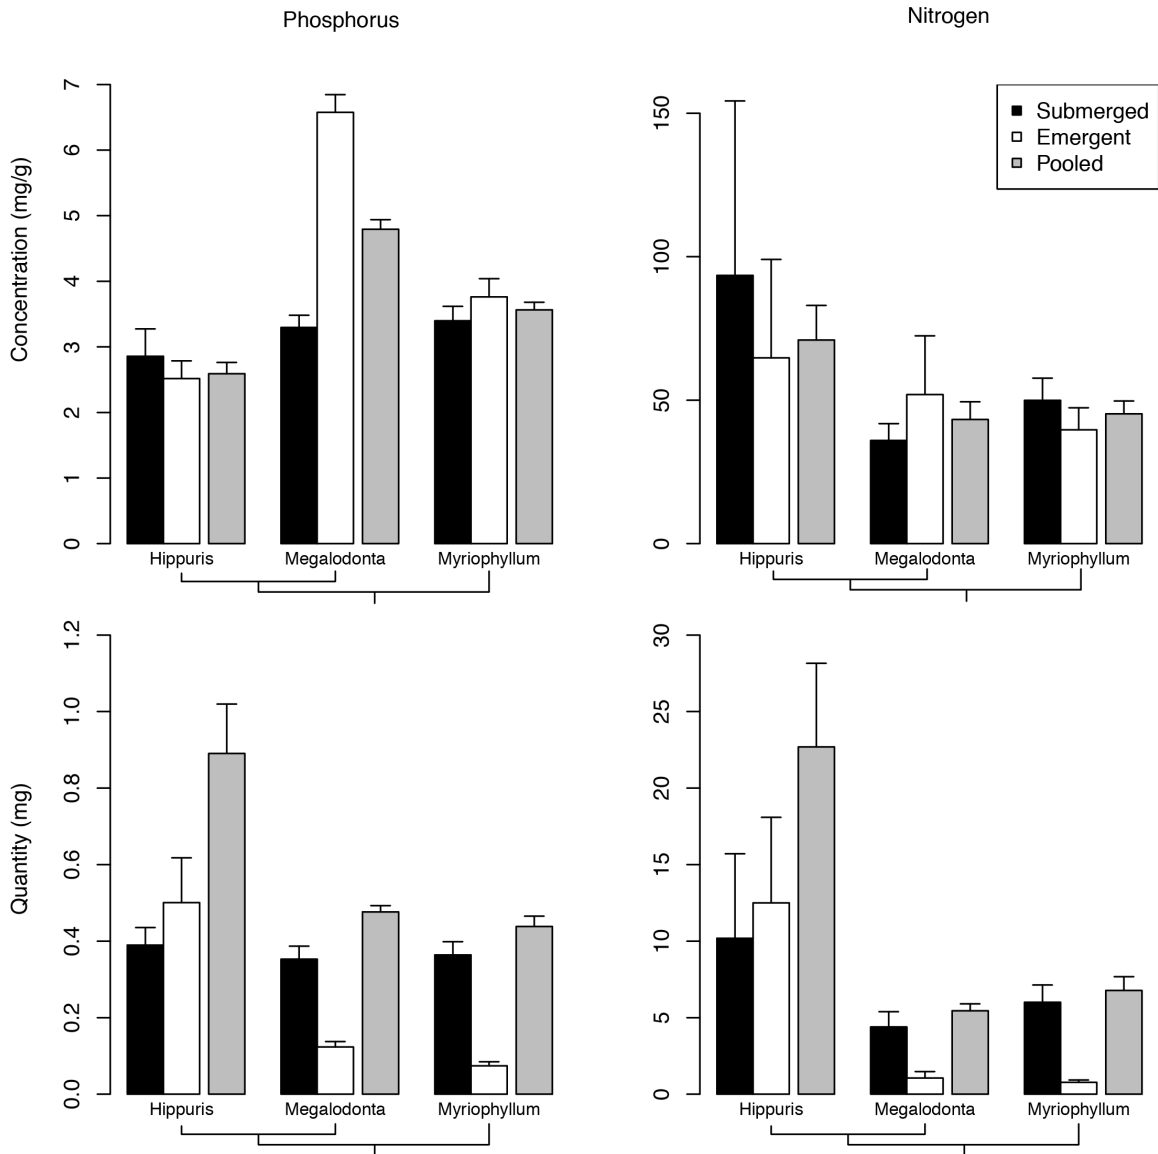 Phosphorus
Nitrogen
Concentration (mg/g)
7
6
5
4
3
2
1
0
Hippuris Megalodonta Myriophyllum
150
100
50
0
Submerged
Emergent
Pooled
Hippuris Megalodonta Myriophyllum
Quantity (mg)
1.2
1.0
0.8
0.6
0.4
0.2
0.0
Hippuris Megalodonta Myriophyllum
30
25
20
15
10
5
0
Hippuris Megalodonta Myriophyllum